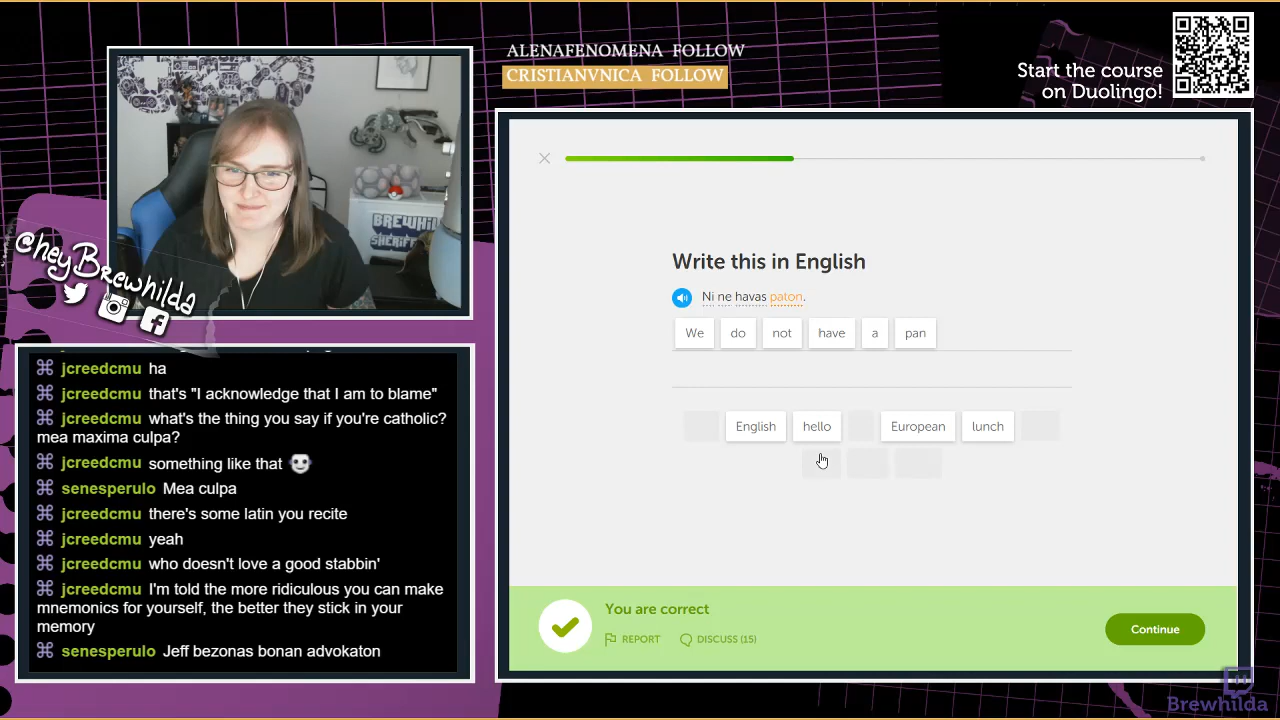 ALENAFENOMENA FOLLOW
CRISTIANVNICA FOLLOW
Start the course
on Duolingo!
BREWHIL
SHERIFF
@heyBrewhilda
Write this in English
Ni ne havas paton.
We do not have a pan
English hello European lunch
You are correct
REPORT DISCUSS (15)
Continue
jcreedcmu ha
jcreedcmu that's "I acknowledge that I am to blame"
jcreedcmu what's the thing you say if you're catholic?
mea maxima culpa?
jcreedcmu something like that
senesperulo Mea culpa
jcreedcmu there's some latin you recite
jcreedcmu yeah
jcreedcmu who doesn't love a good stabbin'
jcreedcmu I'm told the more ridiculous you can make
mnemonics for yourself, the better they stick in your
memory
senesperulo Jeff bezonas bonan advokaton
Brewhilda